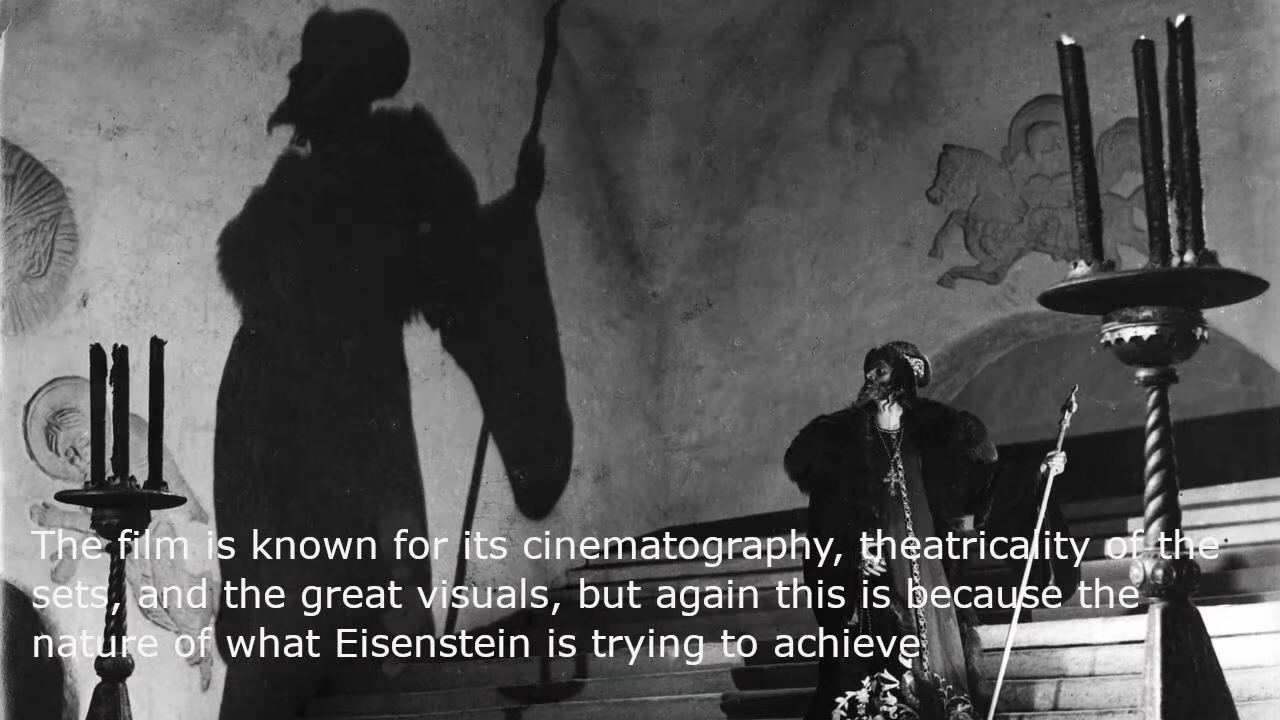 The film is known for its cinematography, theatricality of the
sets, and the great visuals, but again this is because the
nature of what Eisenstein is trying to achieve